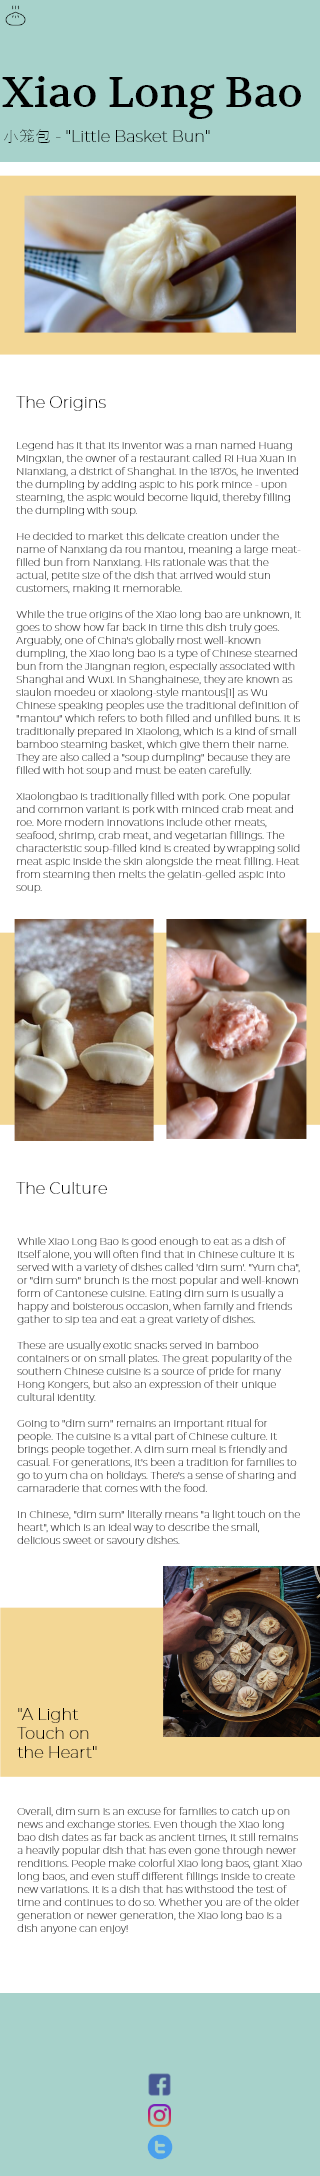 Xiao Long Bao
小笼包 - "Little Basket Bun"
The Origins
Legend has it that its inventor was a man named Huang
Mingxian, the owner of a restaurant called Ri Hua Xuan in
Nianxiang, a district of Shanghai. In the 1870s, he invented
the dumpling by adding aspic to his pork mince - upon
steaming, the aspic would become liquid, thereby filling
the dumpling with soup.
He decided to market this delicate creation under the
name of Nanxiang da rou mantou, meaning a large meat-
filled bun from Nanxiang. His rationale was that the
actual, petite size of the dish that arrived would stun
customers, making it memorable.
While the true origins of the Xiao long bao are unknown, it
goes to show how far back in time this dish truly goes.
Arguably, one of China's globally most well-known
dumpling, the Xiao long bao is a type of Chinese steamed
bun from the Jiangnan region, especially associated with
Shanghai and Wuxi. In Shanghainese, they are known as
siaulon moedeu or xiaolong-style mantous[1] as Wu
Chinese speaking peoples use the traditional definition of
"mantou" which refers to both filled and unfilled buns. It is
traditionally prepared in Xiaolong, which is a kind of small
bamboo steaming basket, which give them their name.
They are also called a "soup dumpling" because they are
filled with hot soup and must be eaten carefully.
Xiaolongbao is traditionally filled with pork. One popular
and common variant is pork with minced crab meat and
roe. More modern innovations include other meats,
seafood, shrimp, crab meat, and vegetarian fillings. The
characteristic soup-filled kind is created by wrapping solid
meat aspic inside the skin alongside the meat filling. Heat
from steaming then melts the gelatin-gelled aspic into
soup.
The Culture
While Xiao Long Bao is good enough to eat as a dish of
itself alone, you will often find that in Chinese culture it is
served with a variety of dishes called 'dim sum'. "Yum cha",
or "dim sum" brunch is the most popular and well-known
form of Cantonese cuisine. Eating dim sum is usually a
happy and boisterous occasion, when family and friends
gather to sip tea and eat a great variety of dishes.
These are usually exotic snacks served in bamboo
containers or on small plates. The great popularity of the
southern Chinese cuisine is a source of pride for many
Hong Kongers, but also an expression of their unique
cultural identity.
Going to "dim sum" remains an important ritual for
people. The cuisine is a vital part of Chinese culture. It
brings people together. A dim sum meal is friendly and
casual. For generations, it's been a tradition for families to
go to yum cha on holidays. There's a sense of sharing and
camaraderie that comes with the food.
In Chinese, "dim sum" literally means "a light touch on the
heart", which is an ideal way to describe the small,
delicious sweet or savoury dishes.
"A Light
Touch on
the Heart"
Overall, dim sum is an excuse for families to catch up on
news and exchange stories. Even though the Xiao long
bao dish dates as far back as ancient times, it still remains
a heavily popular dish that has even gone through newer
renditions. People make colorful Xiao long baos, giant Xiao
long baos, and even stuff different fillings inside to create
new variations. It is a dish that has withstood the test of
time and continues to do so. Whether you are of the older
generation or newer generation, the Xiao long bao is a
dish anyone can enjoy!